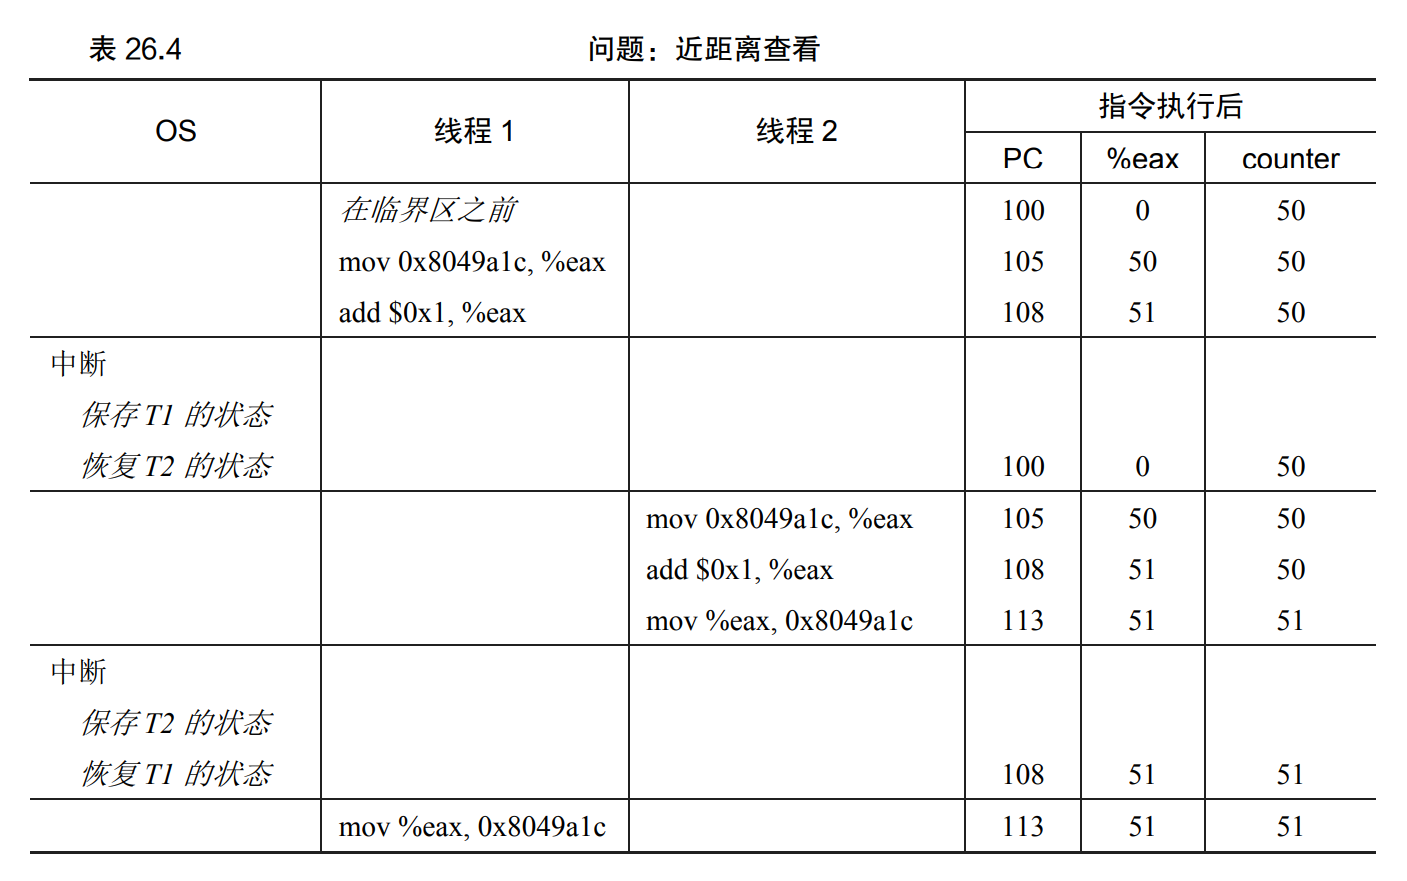 表 26.4 问题：近距离查看
OS 线程 1 线程 2 指令执行后
PC %eax counter
在临界区之前 100 0 50
mov 0x8049a1c, %eax 105 50 50
add $0x1, %eax 108 51 50
中断
保存 T1 的状态
恢复 T2 的状态 100 0 50
mov 0x8049a1c, %eax 105 50 50
add $0x1, %eax 108 51 50
mov %eax, 0x8049a1c 113 51 51
中断
保存 T2 的状态
恢复 T1 的状态 108 51 51
mov %eax, 0x8049a1c 113 51 51